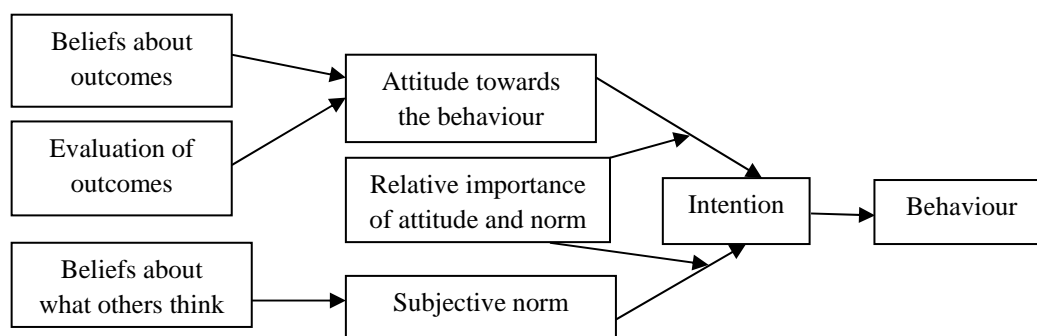 Beliefs about
outcomes
Evaluation of
outcomes
Beliefs about
what others think
Attitude towards
the behaviour
Relative importance
of attitude and norm
Subjective norm
Intention
Behaviour